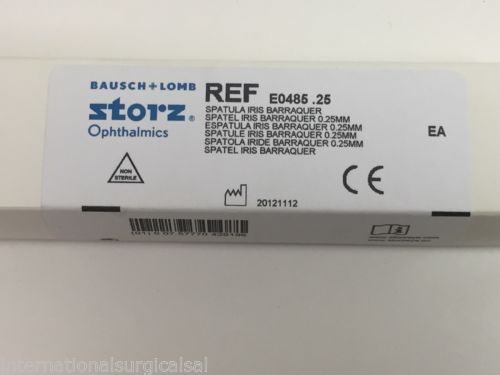 BAUSCH + LOMB
storz®
Ophthalmics
REF E0485 .25
SPATULA IRIS BARRAQUER
SPATEL IRIS BARRAQUER 0.25MM
ESPATULA IRIS BARRAQUER 0.25MM
SPATULE IRIS BARRAQUER 0.25MM
SPATOLA IRIDE BARRAQUER 0.25MM
SPATEL IRIS BARRAQUER
EA
NON
STERILE
20121112
CE
internationalsurgicalsal